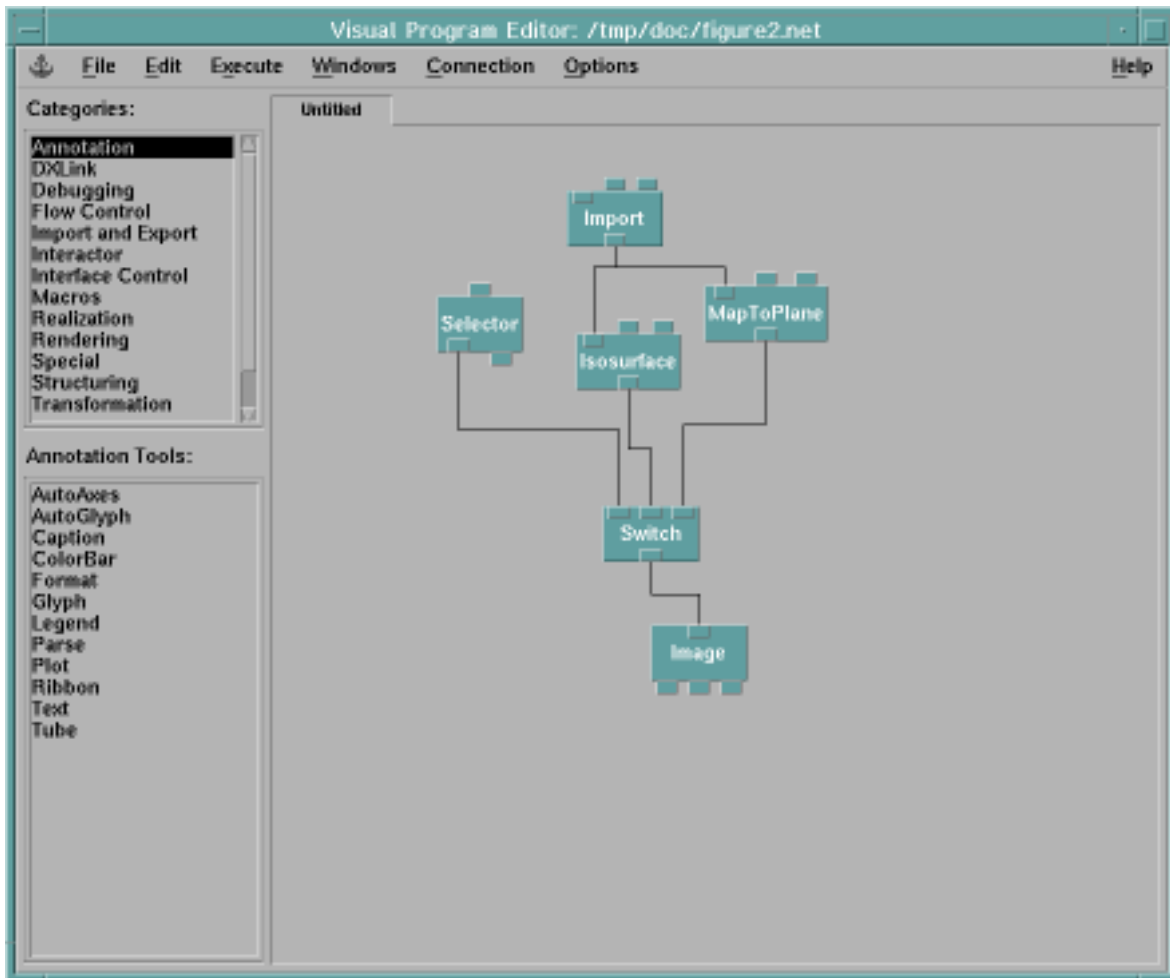 Visual Program Editor: /tmp/doc/figure2.net
File Edit Execute Windows Connection Options Help
Categories:
Untitled
Annotation
DXLink
Debugging
Flow Control
Import and Export
Interactor
Interface Control
Macros
Realization
Rendering
Special
Structuring
Transformation
Import
Selector
MapToPlane
Isosurface
Switch
Image
Annotation Tools:
AutoAxes
AutoGlyph
Caption
ColorBar
Format
Glyph
Legend
Parse
Plot
Ribbon
Text
Tube